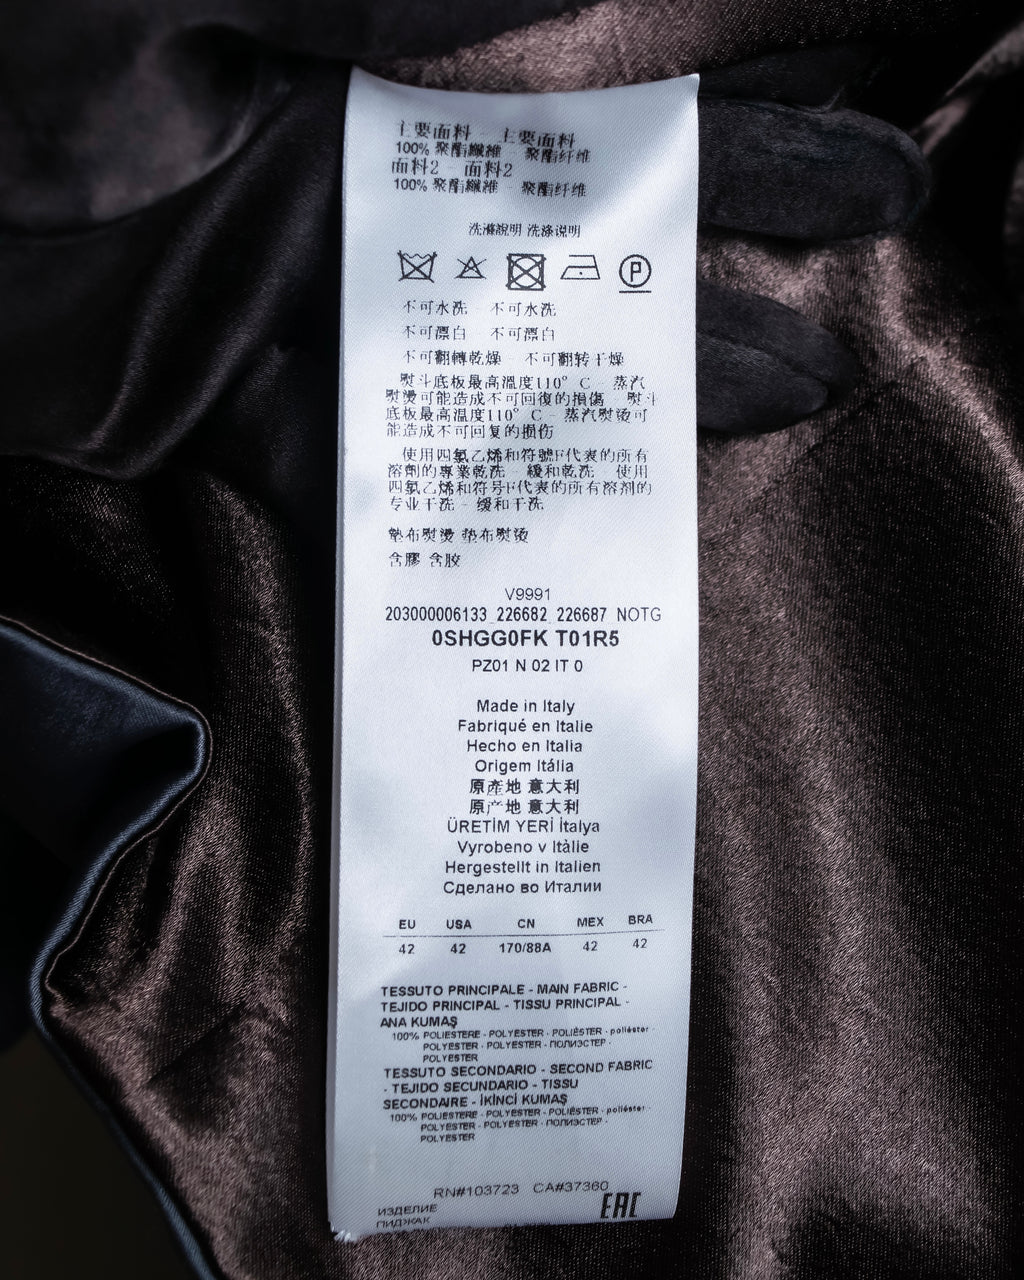 主要面料 - 主要面料
100% 聚酯纖維 - 聚酯纤维
面料2 - 面料2
100% 聚酯纖維 - 聚酯纤维
洗滌說明 洗涤说明
P
不可水洗 - 不可水洗
不可漂白 - 不可漂白
不可翻轉乾燥 - 不可翻转干燥
熨斗底板最高溫度110° C - 蒸汽
熨燙可能造成不可回復的損傷 - 熨斗
底板最高温度110° C - 蒸汽熨烫可
能造成不可回复的损伤
使用四氯乙烯和符號F代表的所有
溶劑的專業乾洗 - 緩和乾洗 - 使用
四氯乙烯和符号F代表的所有溶剂的
专业干洗 - 缓和干洗
墊布熨燙 垫布熨烫
含膠 含胶
V9991
203000006133_226682_226687_NOTG
0SHGG0FK T01R5
PZ01 N 02 IT 0
Made in Italy
Fabriqué en Italie
Hecho en Italia
Origem Itália
原產地 意大利
原产地 意大利
ÜRETİM YERİ İtalya
Vyrobeno v Itàlie
Hergestellt in Italien
Сделано во Италии
EU USA CN MEX BRA
42 42 170/88A 42 42
TESSUTO PRINCIPALE - MAIN FABRIC -
TEJIDO PRINCIPAL - TISSU PRINCIPAL -
ANA KUMAŞ
100% POLIESTERE - POLYESTER - POLIÉSTER - poliéster -
POLYESTER - POLYESTER - ПОЛИЭСТЕР -
POLYESTER
TESSUTO SECONDARIO - SECOND FABRIC
- TEJIDO SECUNDARIO - TISSU
SECONDAIRE - İKİNCİ KUMAŞ
100% POLIESTERE - POLYESTER - POLIÉSTER - poliéster -
POLYESTER - POLYESTER - ПОЛИЭСТЕР -
POLYESTER
RN#103723 CA#37360
ИЗДЕЛИЕ
ПИДЖАК
EAC